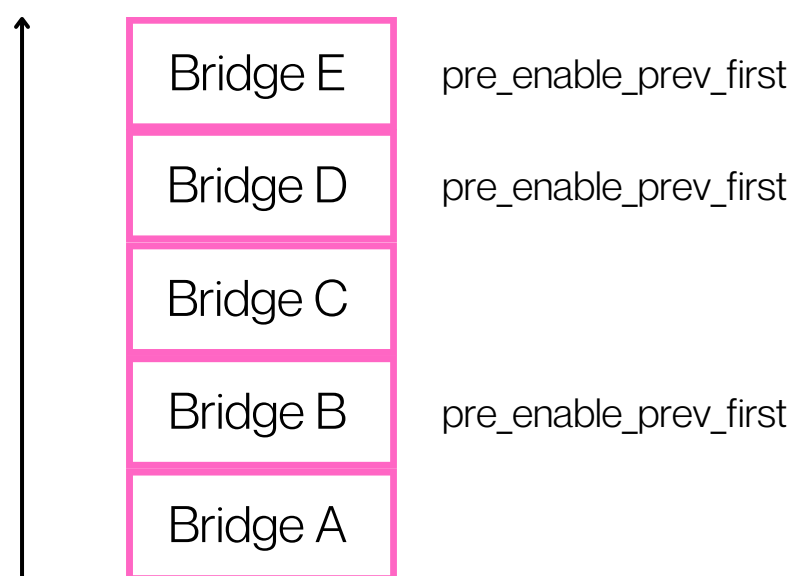 Bridge E pre_enable_prev_first
Bridge D pre_enable_prev_first
Bridge C
Bridge B pre_enable_prev_first
Bridge A